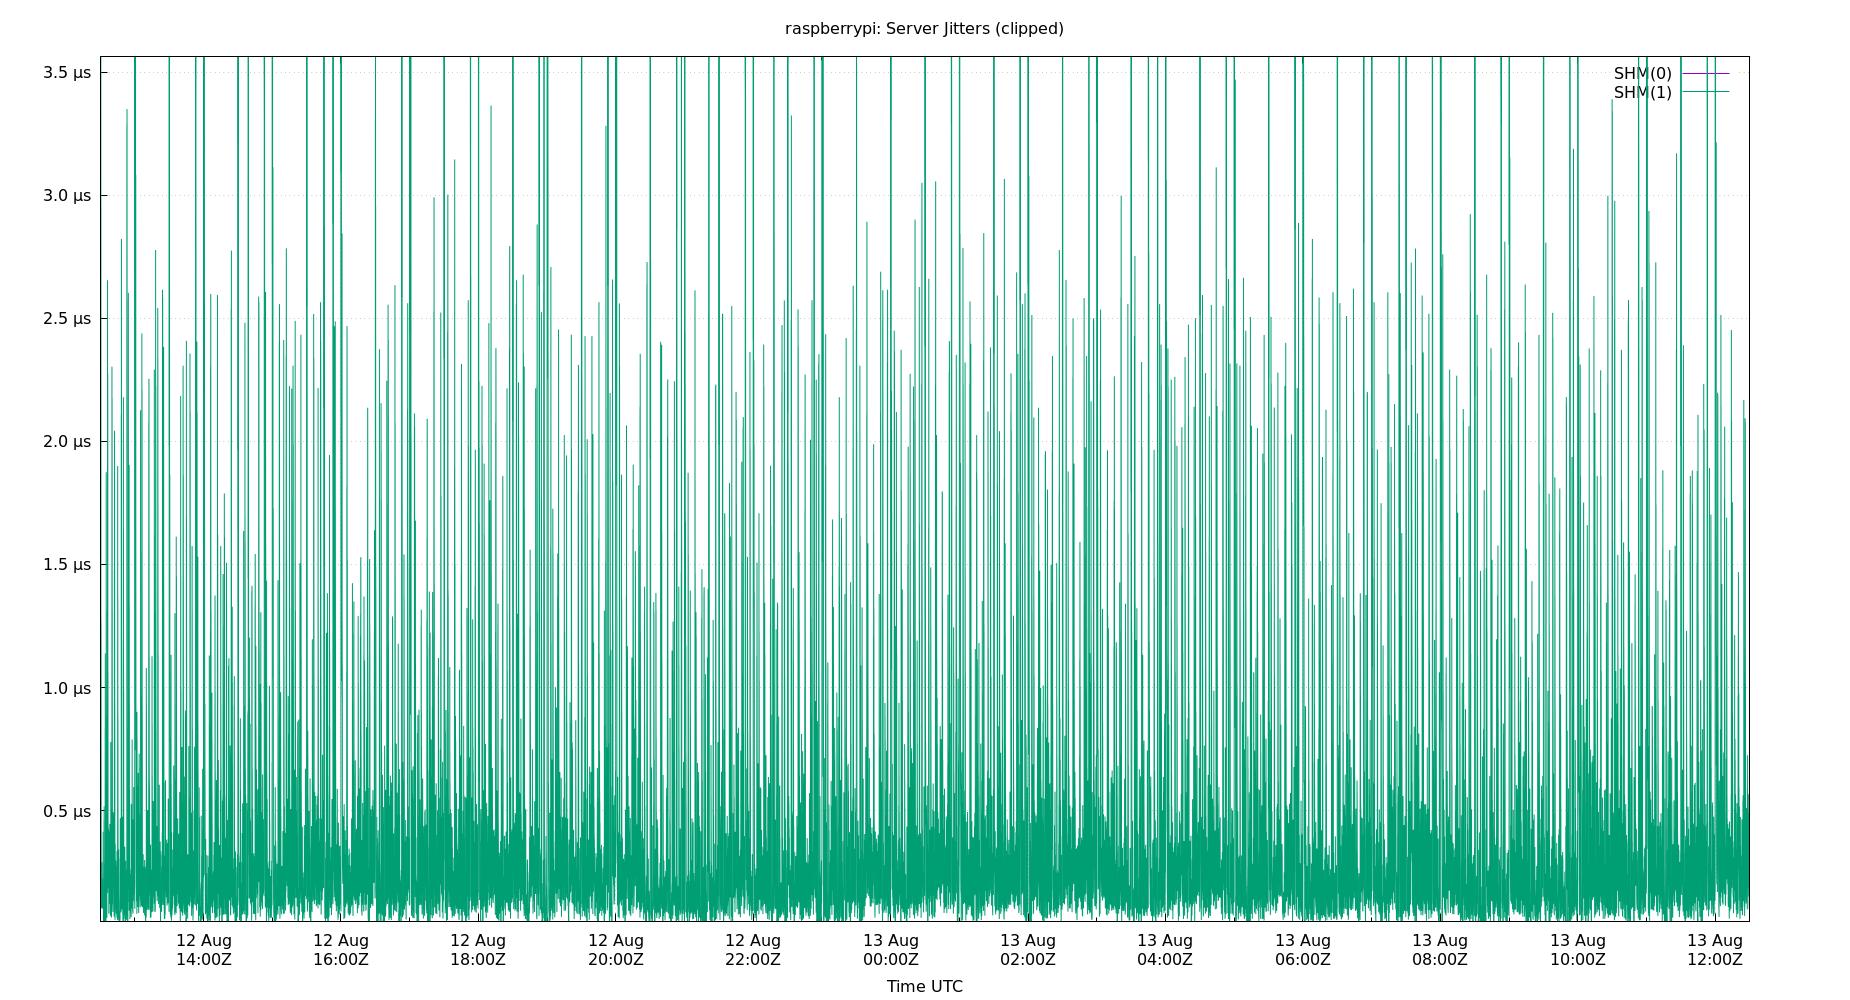 raspberrypi: Server Jitters (clipped)
3.5 µs
3.0 µs
2.5 µs
2.0 µs
1.5 µs
1.0 µs
0.5 µs
SHM(0)
SHM(1)
12 Aug 12 Aug 12 Aug 12 Aug 12 Aug 13 Aug 13 Aug 13 Aug 13 Aug 13 Aug 13 Aug 13 Aug
14:00Z 16:00Z 18:00Z 20:00Z 22:00Z 00:00Z 02:00Z 04:00Z 06:00Z 08:00Z 10:00Z 12:00Z
Time UTC